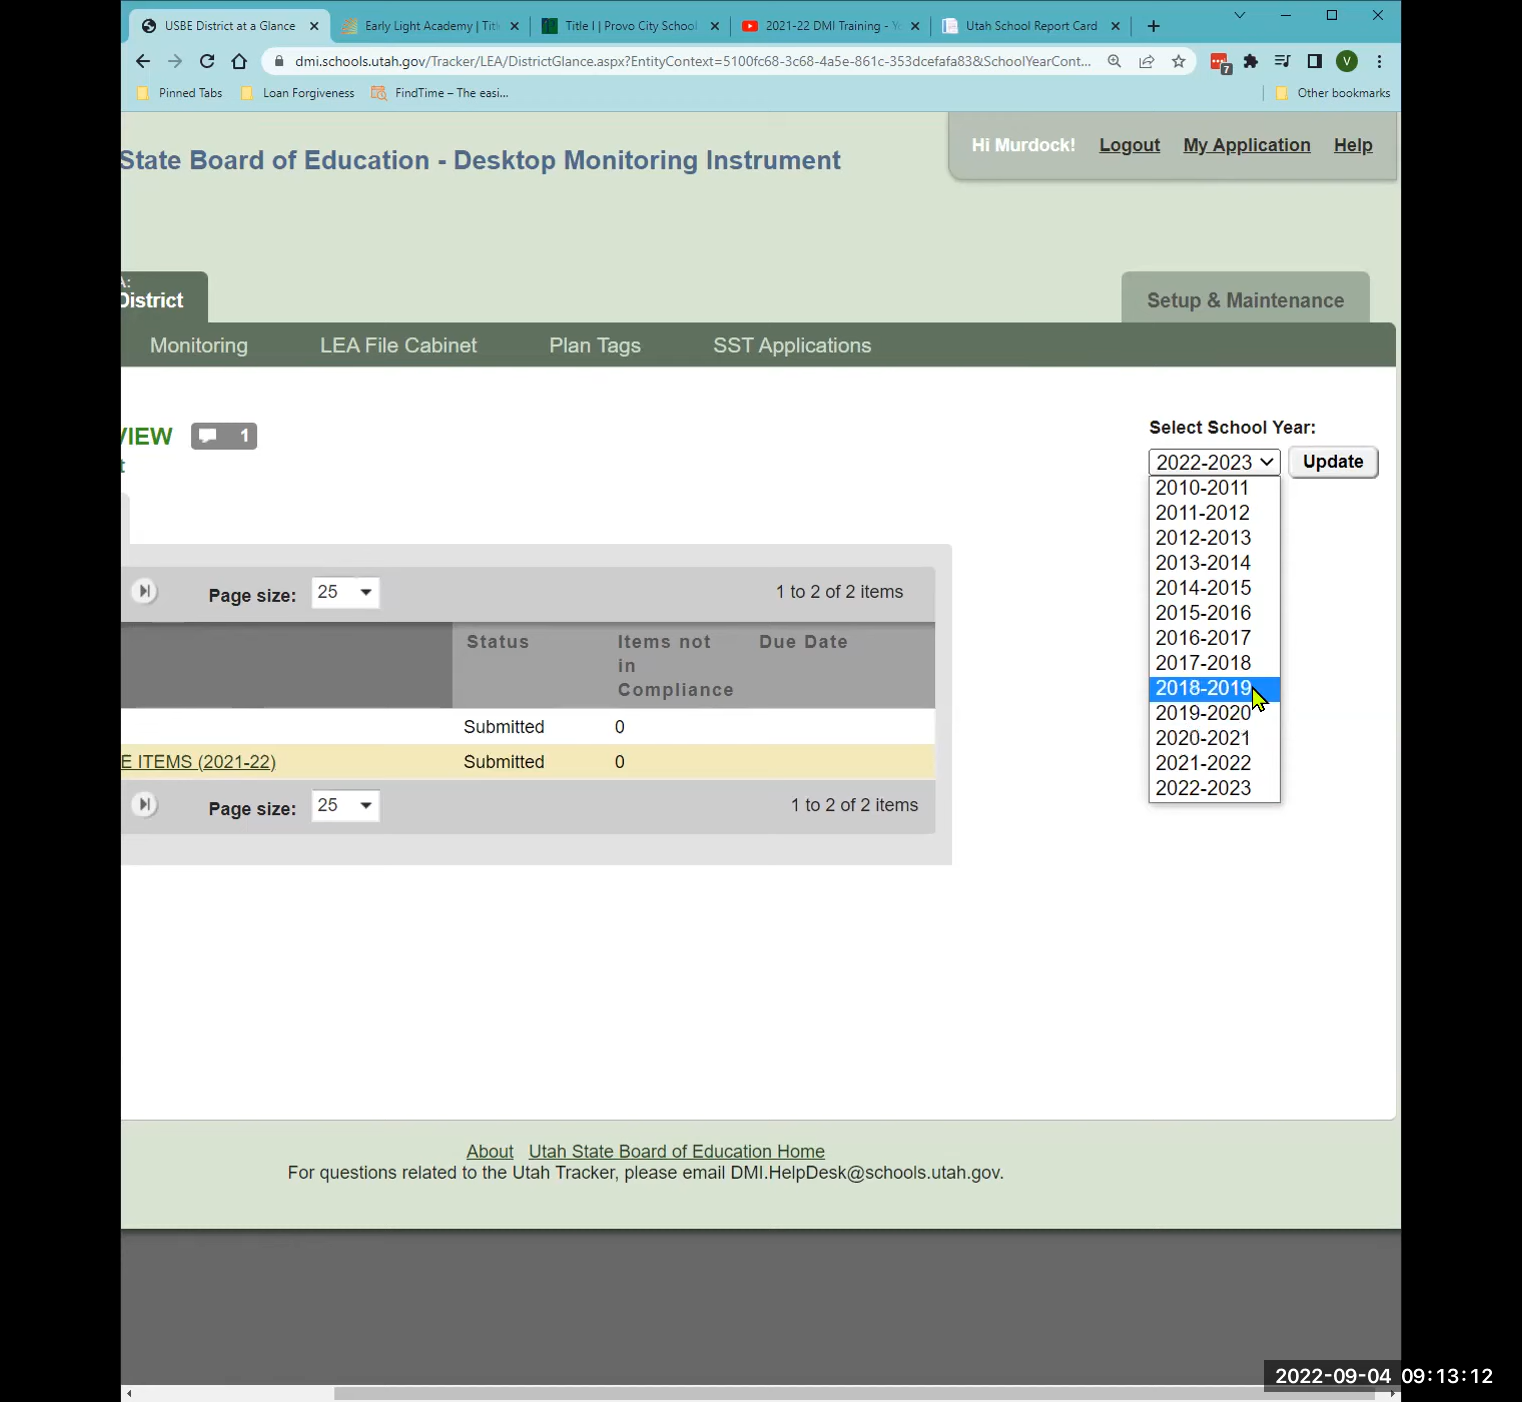 USBE District at a Glance
Early Light Academy | Titl
Title I | Provo City School
2021-22 DMI Training - Yo
Utah School Report Card
dmi.schools.utah.gov/Tracker/LEA/DistrictGlance.aspx?EntityContext=5100fc68-3c68-4a5e-861c-353dcefafa83&SchoolYearCont...
7
V
Pinned Tabs
Loan Forgiveness
FindTime – The easi...
Other bookmarks
State Board of Education - Desktop Monitoring Instrument
Hi Murdock! Logout My Application Help
A:
District
Setup & Maintenance
Monitoring LEA File Cabinet Plan Tags SST Applications
VIEW 1
t
Select School Year:
2022-2023 Update
2010-2011
2011-2012
2012-2013
2013-2014
2014-2015
2015-2016
2016-2017
2017-2018
2018-2019
2019-2020
2020-2021
2021-2022
2022-2023
Page size: 25 1 to 2 of 2 items
Status Items not in Compliance Due Date
Submitted 0
E ITEMS (2021-22) Submitted 0
Page size: 25 1 to 2 of 2 items
About Utah State Board of Education Home
For questions related to the Utah Tracker, please email DMI.HelpDesk@schools.utah.gov.
2022-09-04 09:13:12